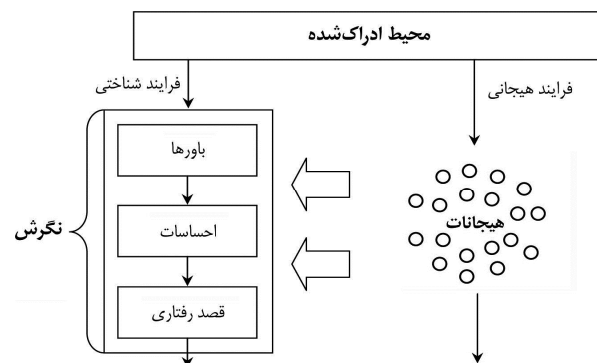 محیط ادراک‌شده
فرایند هیجانی
فرایند شناختی
باورها
هیجانات
نگرش
احساسات
قصد رفتاری